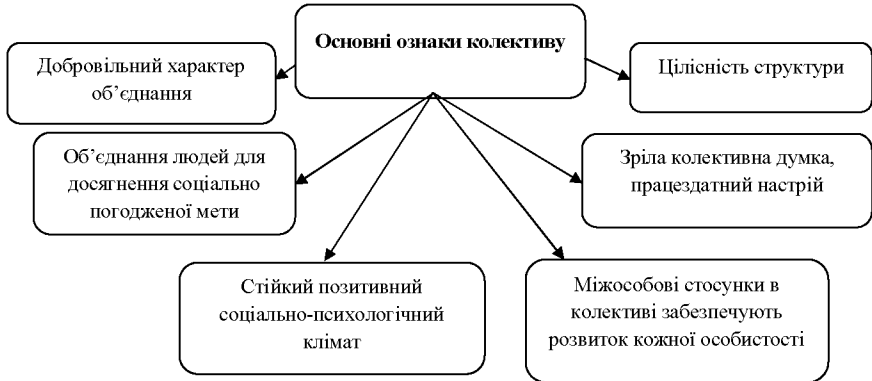 Основні ознаки колективу
Добровільний характер
об’єднання
Цілісність структури
Об’єднання людей для
досягнення соціально
погодженої мети
Зріла колективна думка,
працездатний настрій
Стійкий позитивний
соціально-психологічний
клімат
Міжособові стосунки в
колективі забезпечують
розвиток кожної особистості